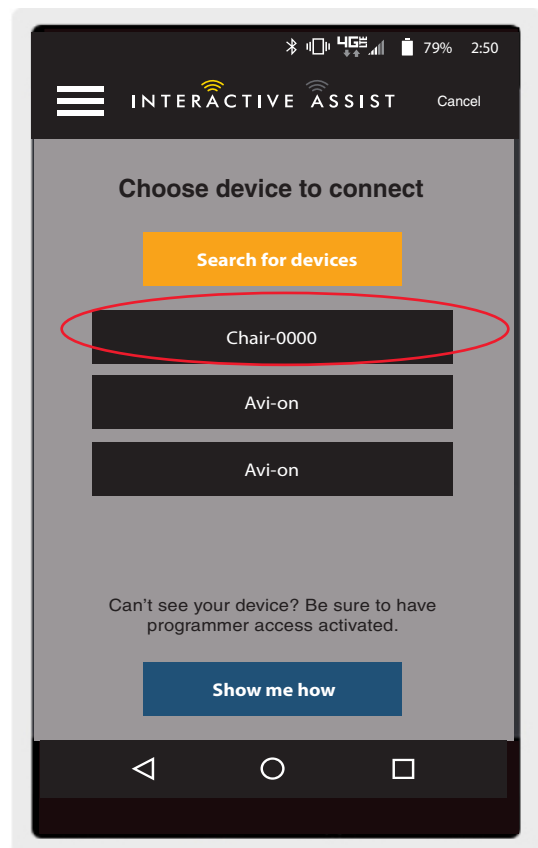 4G LTE 79% 2:50
INTERACTIVE ASSIST Cancel
Choose device to connect
Search for devices
Chair-0000
Avi-on
Avi-on
Can’t see your device? Be sure to have
programmer access activated.
Show me how